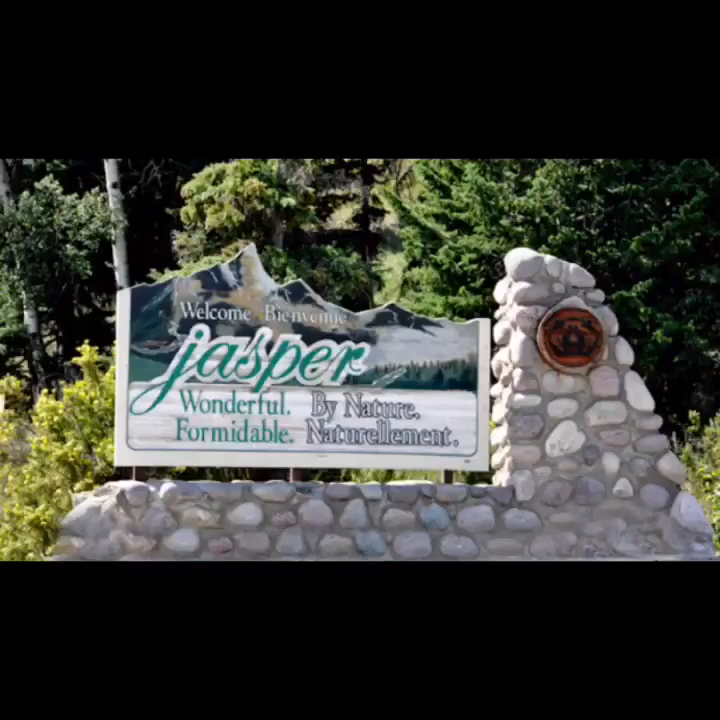 Welcome Bienvenue
jasper
Wonderful. By Nature.
Formidable. Naturellement.